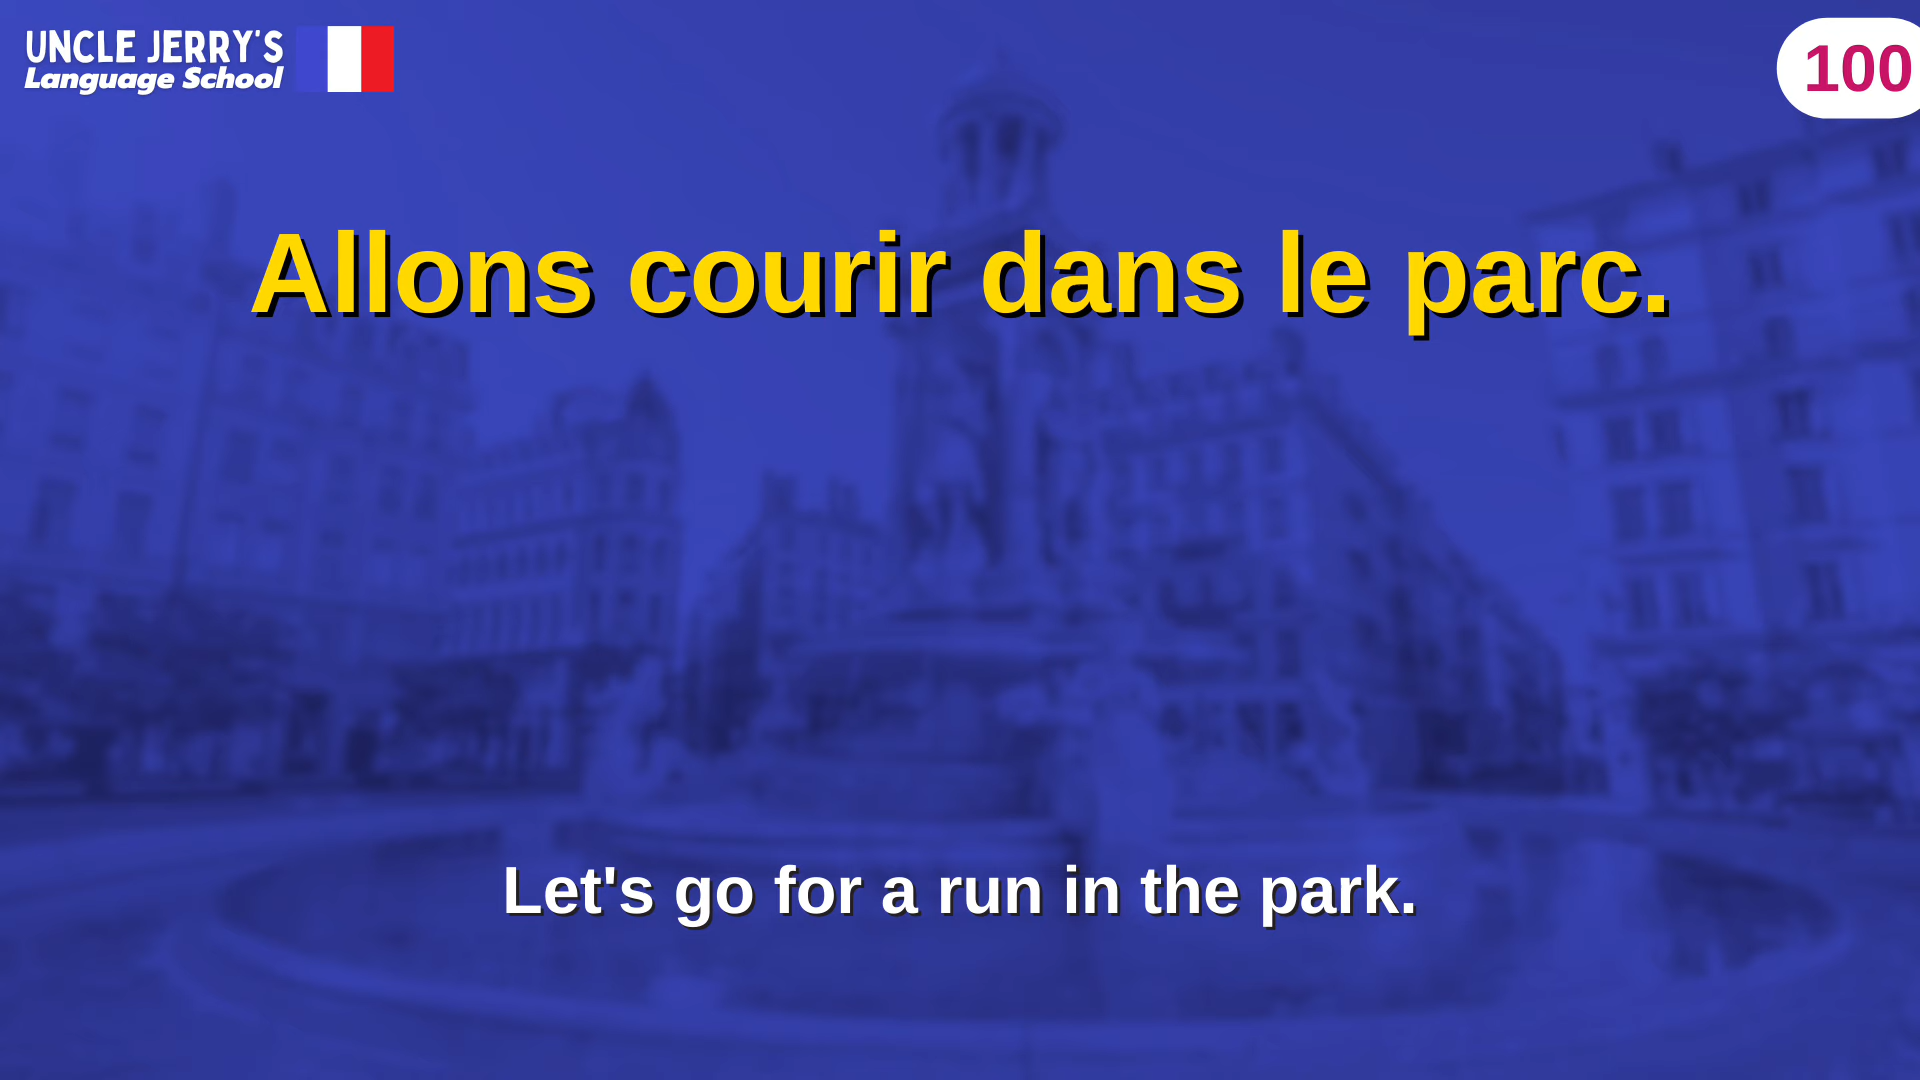 UNCLE JERRY'S
Language School
100
Allons courir dans le parc.
Let's go for a run in the park.